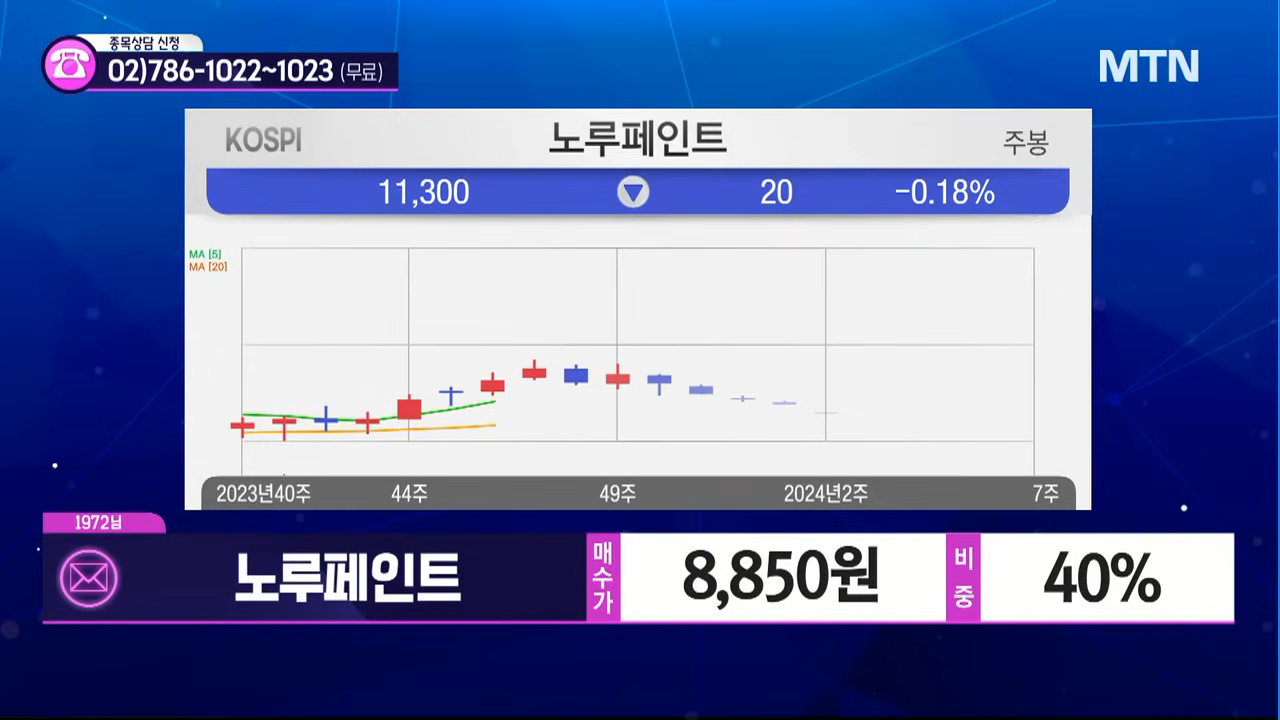 종목상담 신청
02)786-1022~1023 (무료)
MTN
KOSPI 노루페인트 주봉
11,300 ▼ 20 -0.18%
MA [5]
MA [20]
2023년40주 44주 49주 2024년2주 7주
1972님
노루페인트 매수가 8,850원 비중 40%